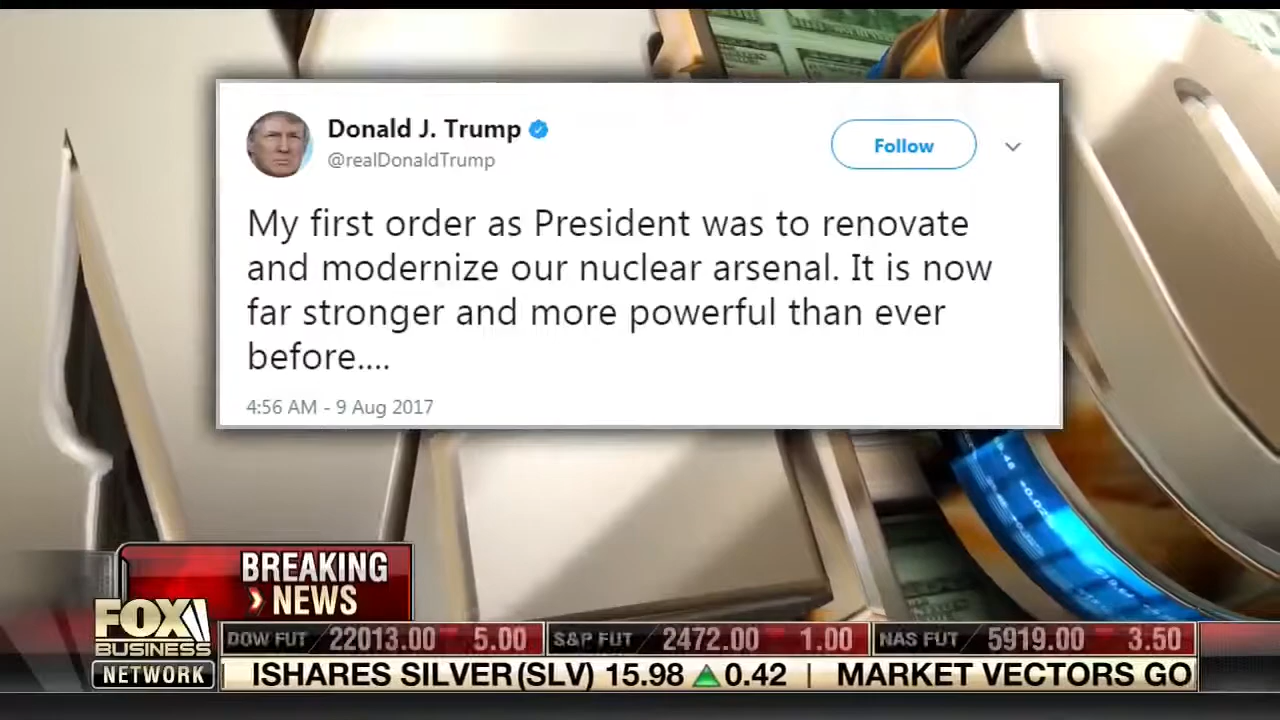 Donald J. Trump
@realDonaldTrump
Follow
My first order as President was to renovate
and modernize our nuclear arsenal. It is now
far stronger and more powerful than ever
before....
4:56 AM - 9 Aug 2017
BREAKING
NEWS
FOX
BUSINESS
NETWORK
DOW FUT 22013.00 5.00 S&P FUT 2472.00 1.00 NAS FUT 5919.00 3.50
ISHARES SILVER (SLV) 15.98 ▲ 0.42 | MARKET VECTORS GO